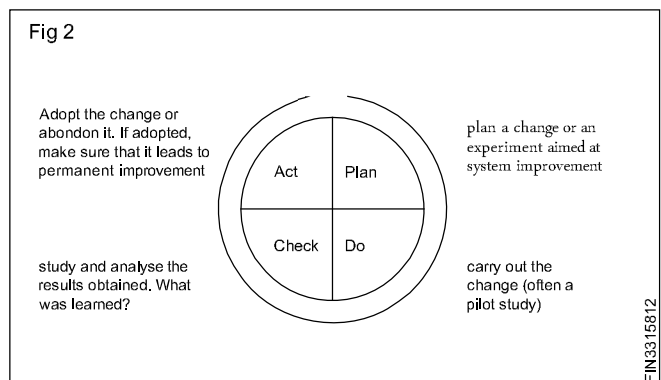 Fig 2
Adopt the change or
abondon it. If adopted,
make sure that it leads to
permanent improvement
plan a change or an
experiment aimed at
system improvement
Act
Plan
Check
Do
study and analyse the
results obtained. What
was learned?
carry out the
change (often a
pilot study)
FIN3315812